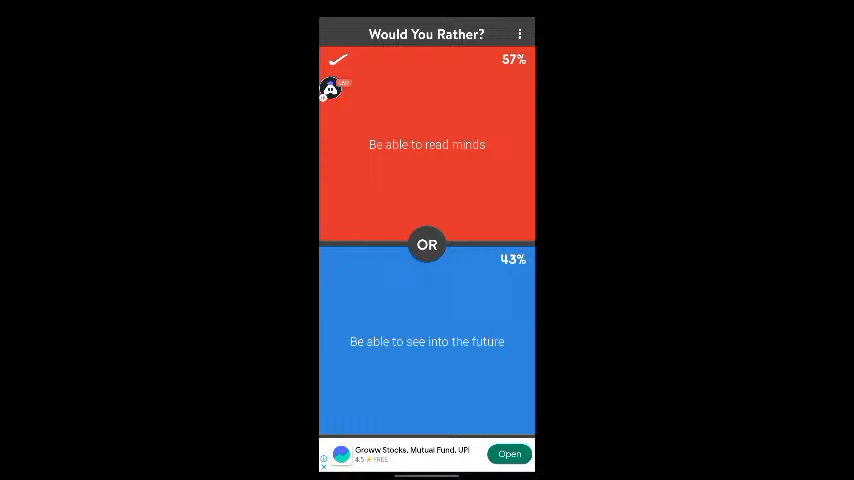 Would You Rather?
57%
LIVE
Be able to read minds
OR
43%
Be able to see into the future
Groww Stocks, Mutual Fund, UPI
4.5 ★ FREE
Open